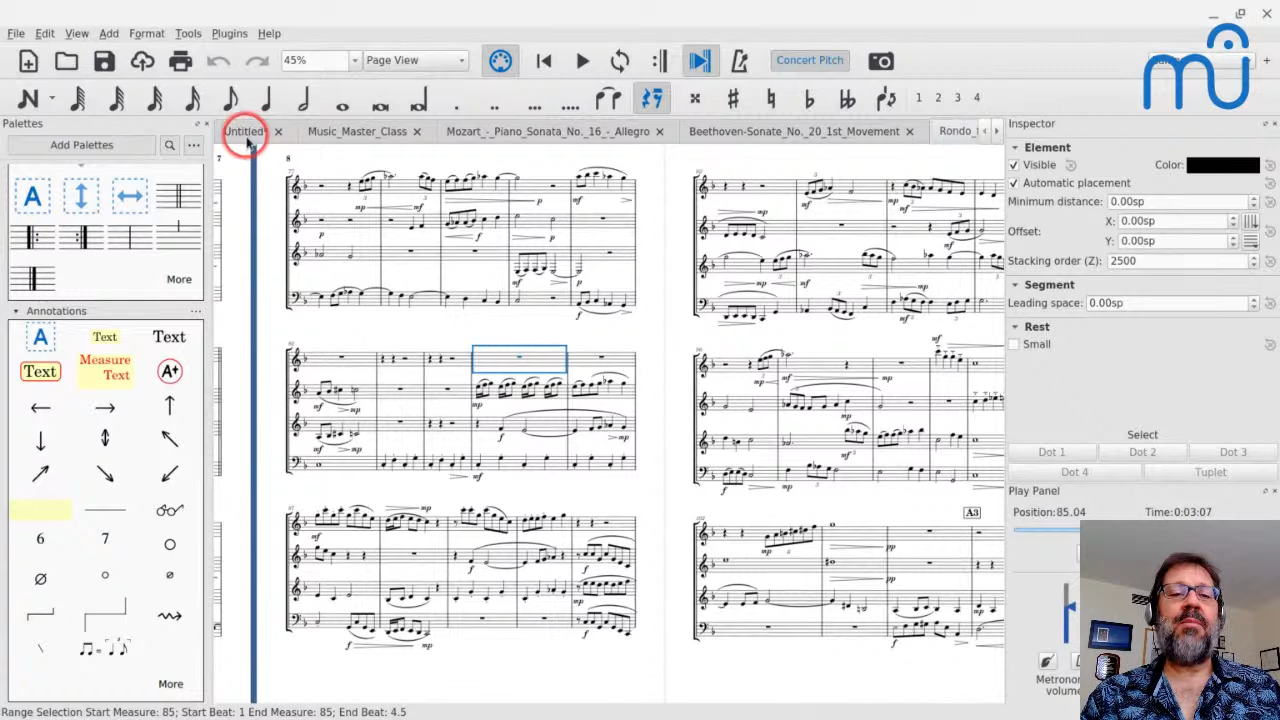 File Edit View Add Format Tools Plugins Help
45% Page View Concert Pitch
1 2 3 4
Palettes
Add Palettes
More
Annotations
Text Text
Text Measure Text A+
6 7
More
Untitled* Music_Master_Class Mozart_-_Piano_Sonata_No._16_-_Allegro Beethoven-Sonate_No._20_1st_Movement Rondo_
7 8
A3
Inspector
Element
Visible Color:
Automatic placement
Minimum distance: 0.00sp
Offset: X: 0.00sp
Y: 0.00sp
Stacking order (Z): 2500
Segment
Leading space: 0.00sp
Rest
Small
Select
Dot 1 Dot 2 Dot 3
Dot 4 Tuplet
Play Panel
Position:85.04 Time:0:03:07
Metronome
volume
Range Selection Start Measure: 85; Start Beat: 1 End Measure: 85; End Beat: 4.5